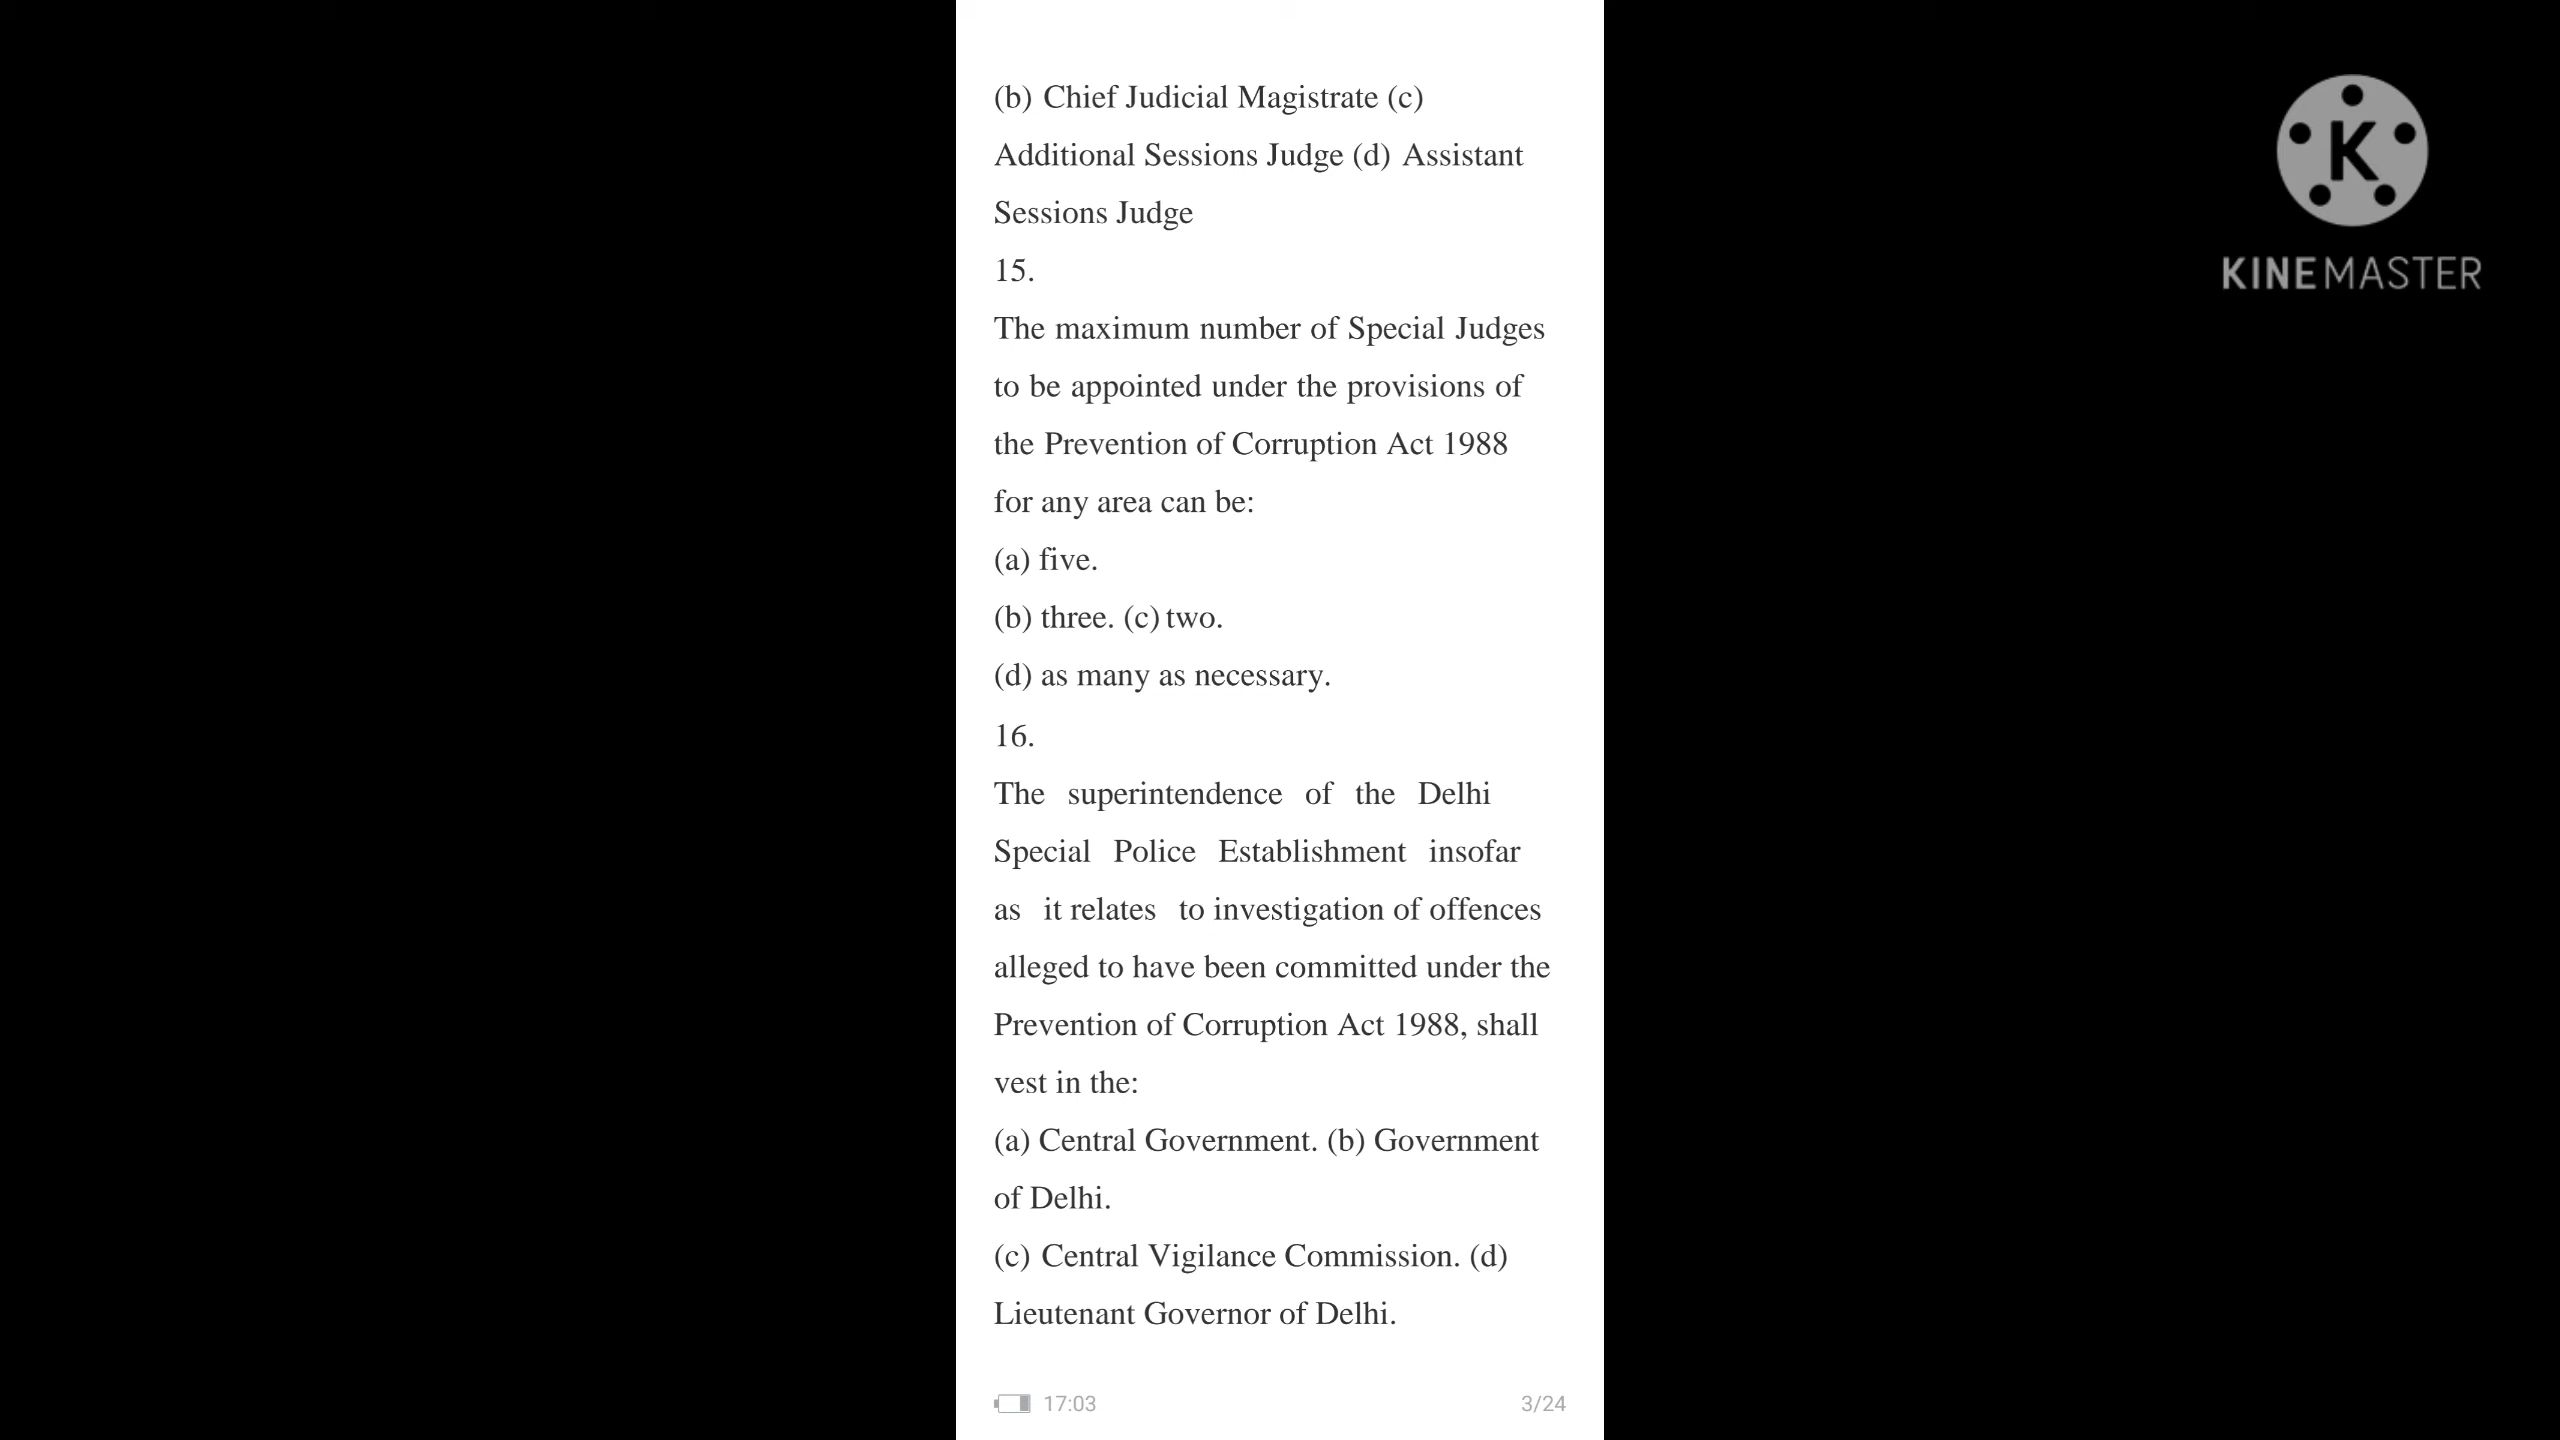 (b) Chief Judicial Magistrate (c)
Additional Sessions Judge (d) Assistant
Sessions Judge
15.
The maximum number of Special Judges
to be appointed under the provisions of
the Prevention of Corruption Act 1988
for any area can be:
(a) five.
(b) three. (c) two.
(d) as many as necessary.
16.
The superintendence of the Delhi
Special Police Establishment insofar
as it relates to investigation of offences
alleged to have been committed under the
Prevention of Corruption Act 1988, shall
vest in the:
(a) Central Government. (b) Government
of Delhi.
(c) Central Vigilance Commission. (d)
Lieutenant Governor of Delhi.
17:03 3/24
K
KINEMASTER